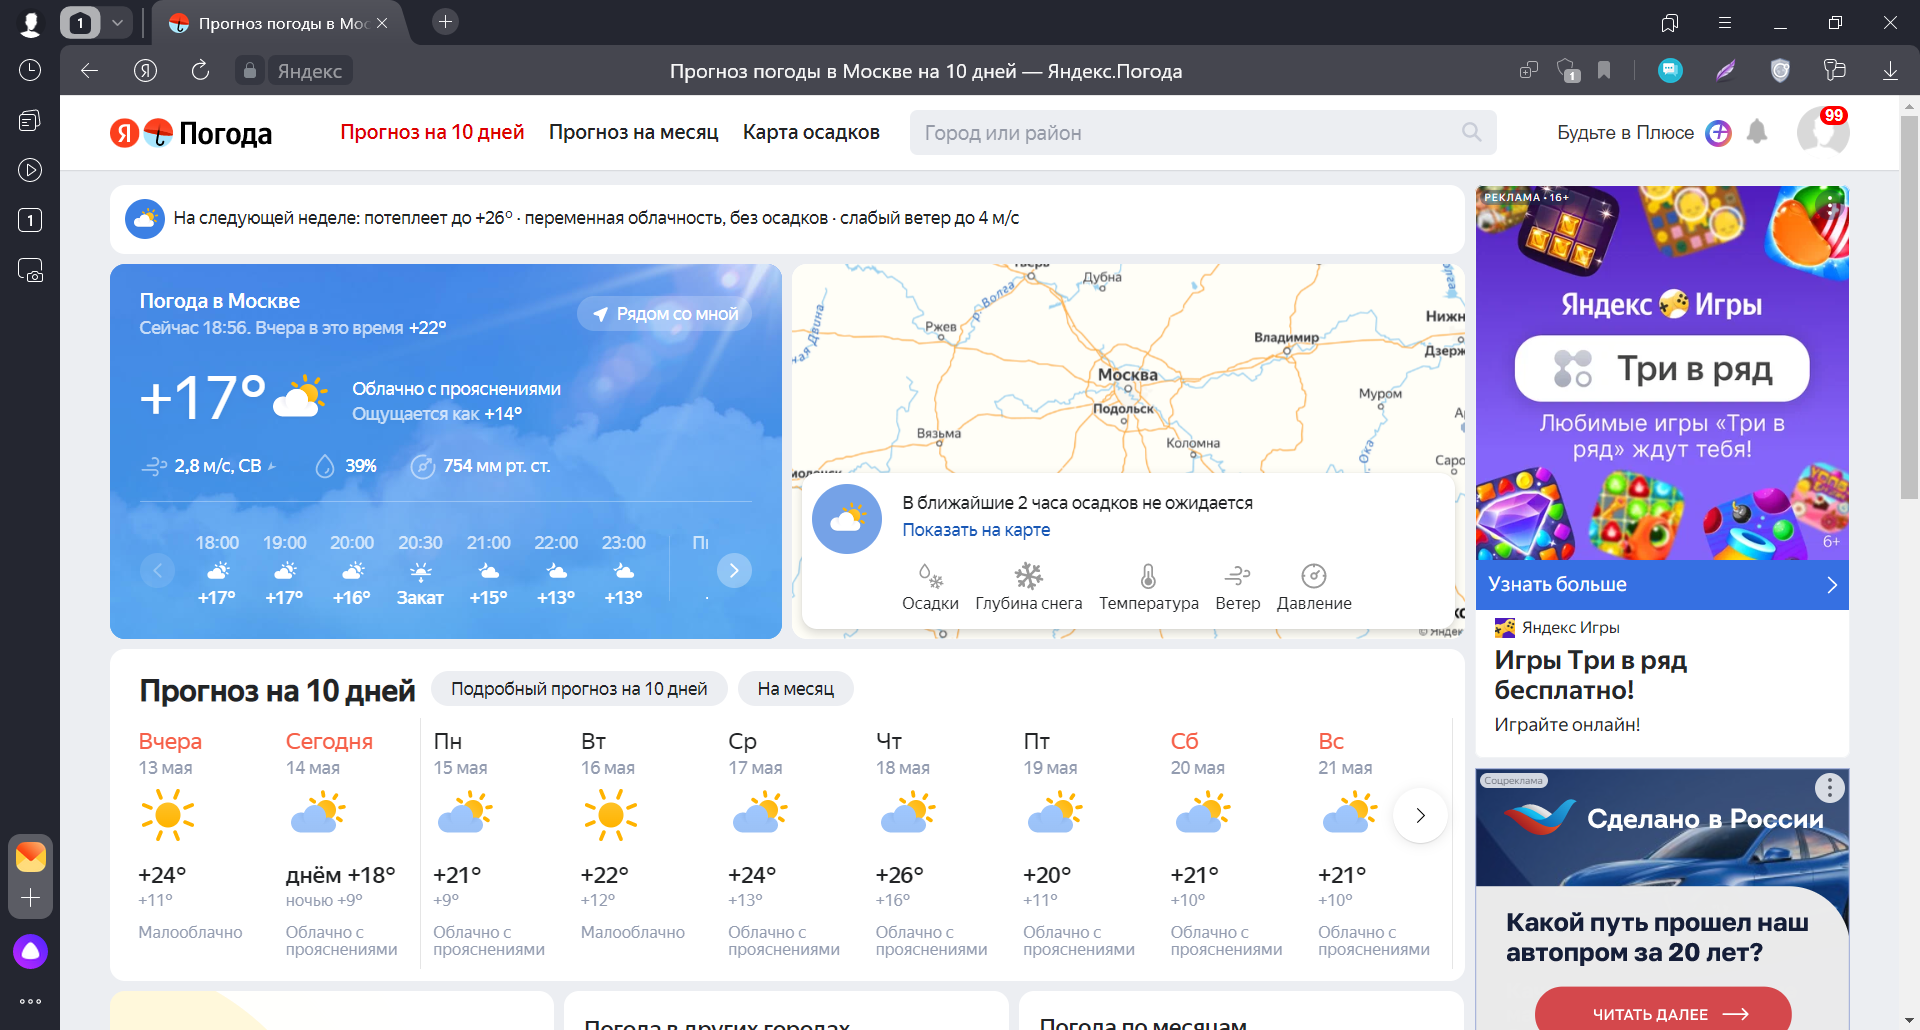 1
Прогноз погоды в Мос
Яндекс
Прогноз погоды в Москве на 10 дней — Яндекс.Погода
1
1
Я Погода
Прогноз на 10 дней
Прогноз на месяц
Карта осадков
Город или район
Будьте в Плюсе
99
На следующей неделе: потеплеет до +26° · переменная облачность, без осадков · слабый ветер до 4 м/с
Погода в Москве
Сейчас 18:56. Вчера в это время +22°
Рядом со мной
+17°
Облачно с прояснениями
Ощущается как +14°
2,8 м/с, СВ
39%
754 мм рт. ст.
18:00 19:00 20:00 20:30 21:00 22:00 23:00
+17° +17° +16° Закат +15° +13° +13°
Тверь
Дубна
р. Волга
Ржев
Владимир
Нижн
Дзерж
ная Двина
Москва
Подольск
Муром
Вязьма
Коломна
Ока
моленск
Саро
В ближайшие 2 часа осадков не ожидается
Показать на карте
Осадки Глубина снега Температура Ветер Давление
© Яндек
Прогноз на 10 дней
Подробный прогноз на 10 дней
На месяц
Вчера Сегодня Пн Вт Ср Чт Пт Сб Вс
13 мая 14 мая 15 мая 16 мая 17 мая 18 мая 19 мая 20 мая 21 мая
+24° днём +18° +21° +22° +24° +26° +20° +21° +21°
+11° ночью +9° +9° +12° +13° +16° +11° +10° +10°
Малооблачно Облачно с Облачно с Малооблачно Облачно с Облачно с Облачно с Облачно с Облачно с
прояснениями прояснениями прояснениями прояснениями прояснениями прояснениями прояснениями
Погода в других городах
Погода по месяцам
РЕКЛАМА • 16+
Яндекс Игры
Три в ряд
Любимые игры «Три в
ряд» ждут тебя!
6+
Узнать больше
Яндекс Игры
Игры Три в ряд
бесплатно!
Играйте онлайн!
Соцреклама
Сделано в России
Какой путь прошел наш
автопром за 20 лет?
ЧИТАТЬ ДАЛЕЕ